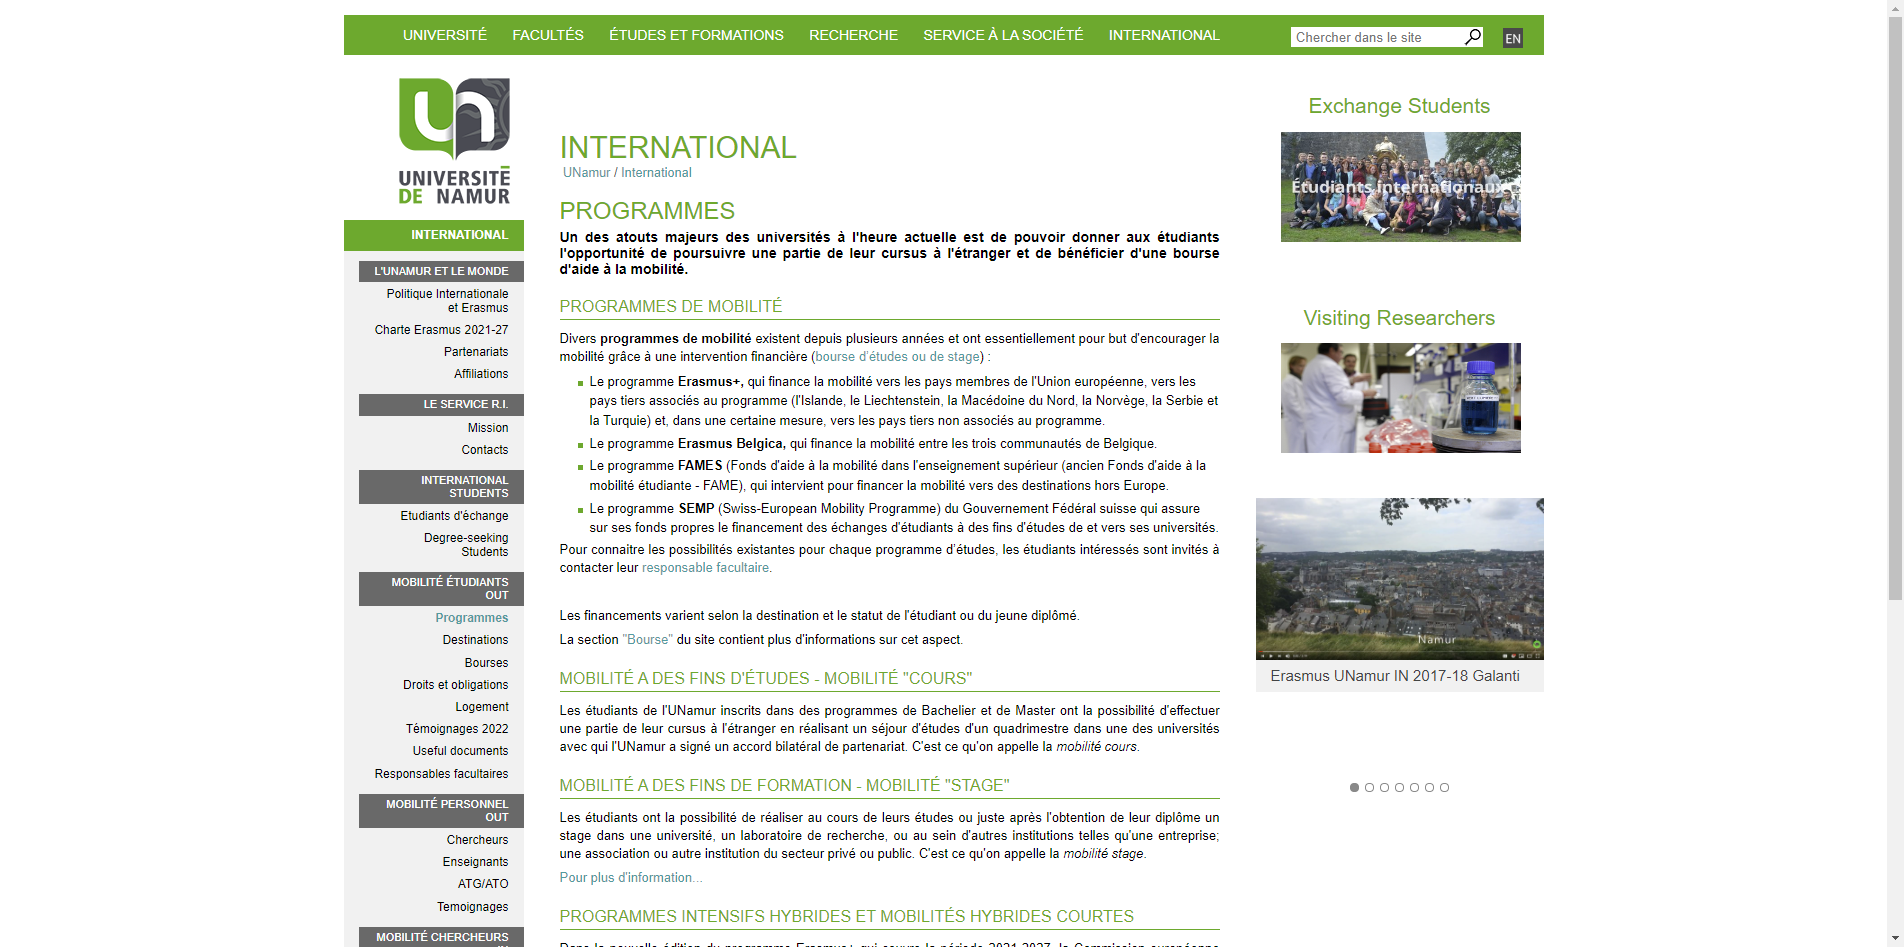 UNIVERSITÉ FACULTÉS ÉTUDES ET FORMATIONS RECHERCHE SERVICE À LA SOCIÉTÉ INTERNATIONAL Chercher dans le site EN
UNIVERSITÉ
DE NAMUR
INTERNATIONAL
L'UNAMUR ET LE MONDE
Politique Internationale
et Erasmus
Charte Erasmus 2021-27
Partenariats
Affiliations
LE SERVICE R.I.
Mission
Contacts
INTERNATIONAL
STUDENTS
Etudiants d'échange
Degree-seeking
Students
MOBILITÉ ÉTUDIANTS
OUT
Programmes
Destinations
Bourses
Droits et obligations
Logement
Témoignages 2022
Useful documents
Responsables facultaires
MOBILITÉ PERSONNEL
OUT
Chercheurs
Enseignants
ATG/ATO
Temoignages
MOBILITÉ CHERCHEURS
INTERNATIONAL
UNamur / International
PROGRAMMES
Un des atouts majeurs des universités à l'heure actuelle est de pouvoir donner aux étudiants
l'opportunité de poursuivre une partie de leur cursus à l'étranger et de bénéficier d'une bourse
d'aide à la mobilité.
PROGRAMMES DE MOBILITÉ
Divers programmes de mobilité existent depuis plusieurs années et ont essentiellement pour but d'encourager la
mobilité grâce à une intervention financière (bourse d'études ou de stage) :
Le programme Erasmus+, qui finance la mobilité vers les pays membres de l'Union européenne, vers les
pays tiers associés au programme (l'Islande, le Liechtenstein, la Macédoine du Nord, la Norvège, la Serbie et
la Turquie) et, dans une certaine mesure, vers les pays tiers non associés au programme.
Le programme Erasmus Belgica, qui finance la mobilité entre les trois communautés de Belgique.
Le programme FAMES (Fonds d'aide à la mobilité dans l'enseignement supérieur (ancien Fonds d'aide à la
mobilité étudiante - FAME), qui intervient pour financer la mobilité vers des destinations hors Europe.
Le programme SEMP (Swiss-European Mobility Programme) du Gouvernement Fédéral suisse qui assure
sur ses fonds propres le financement des échanges d'étudiants à des fins d'études de et vers ses universités.
Pour connaitre les possibilités existantes pour chaque programme d'études, les étudiants intéressés sont invités à
contacter leur responsable facultaire.
Les financements varient selon la destination et le statut de l'étudiant ou du jeune diplômé.
La section "Bourse" du site contient plus d'informations sur cet aspect.
MOBILITÉ A DES FINS D'ÉTUDES - MOBILITÉ "COURS"
Les étudiants de l'UNamur inscrits dans des programmes de Bachelier et de Master ont la possibilité d'effectuer
une partie de leur cursus à l'étranger en réalisant un séjour d'études d'un quadrimestre dans une des universités
avec qui l'UNamur a signé un accord bilatéral de partenariat. C'est ce qu'on appelle la mobilité cours.
MOBILITÉ A DES FINS DE FORMATION - MOBILITÉ "STAGE"
Les étudiants ont la possibilité de réaliser au cours de leurs études ou juste après l'obtention de leur diplôme un
stage dans une université, un laboratoire de recherche, ou au sein d'autres institutions telles qu'une entreprise;
une association ou autre institution du secteur privé ou public. C'est ce qu'on appelle la mobilité stage.
Pour plus d'information...
PROGRAMMES INTENSIFS HYBRIDES ET MOBILITÉS HYBRIDES COURTES
Dans la nouvelle édition du programme Erasmus+ qui couvre la période 2021-2027, la Commission européenne
Exchange Students
Étudiants internationaux
Visiting Researchers
Namur
Erasmus UNamur IN 2017-18 Galanti